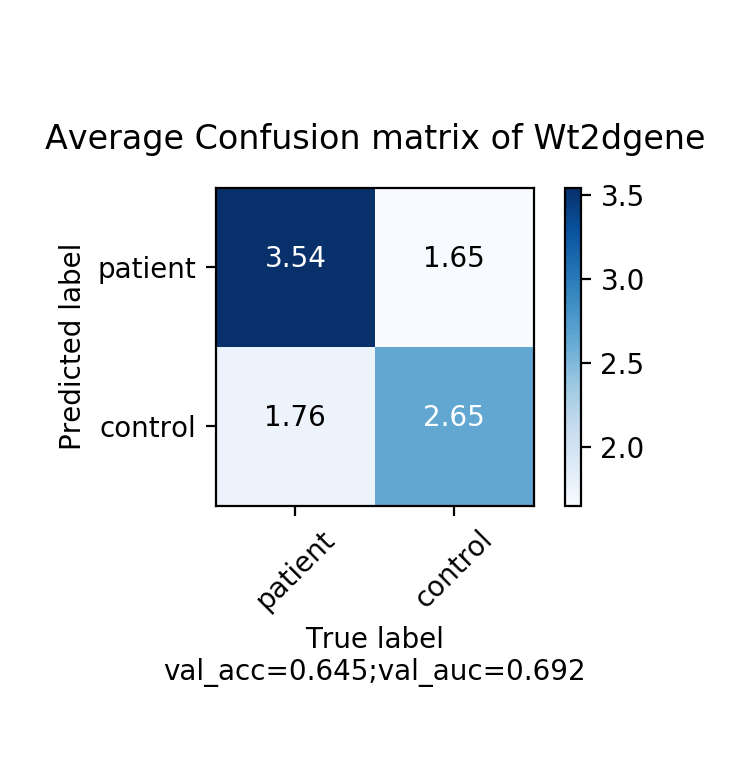 Average Confusion matrix of Wt2dgene
Predicted label
patient
control
3.54
1.65
1.76
2.65
3.5
3.0
2.5
2.0
patient
control
True label
val_acc=0.645;val_auc=0.692